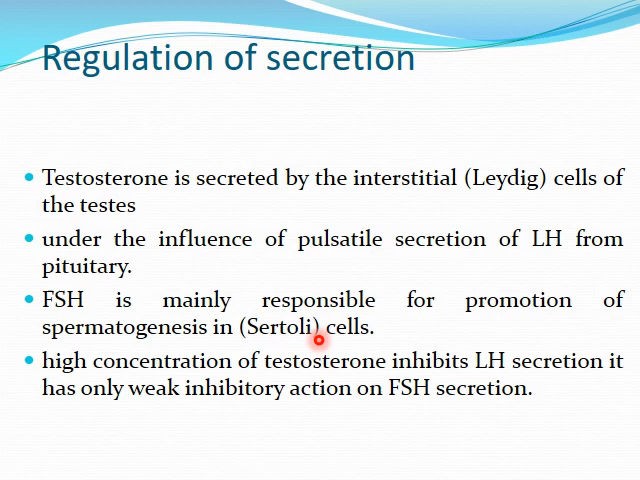 Regulation of secretion
• Testosterone is secreted by the interstitial (Leydig) cells of
the testes
• under the influence of pulsatile secretion of LH from
pituitary.
• FSH is mainly responsible for promotion of
spermatogenesis in (Sertoli) cells.
• high concentration of testosterone inhibits LH secretion it
has only weak inhibitory action on FSH secretion.